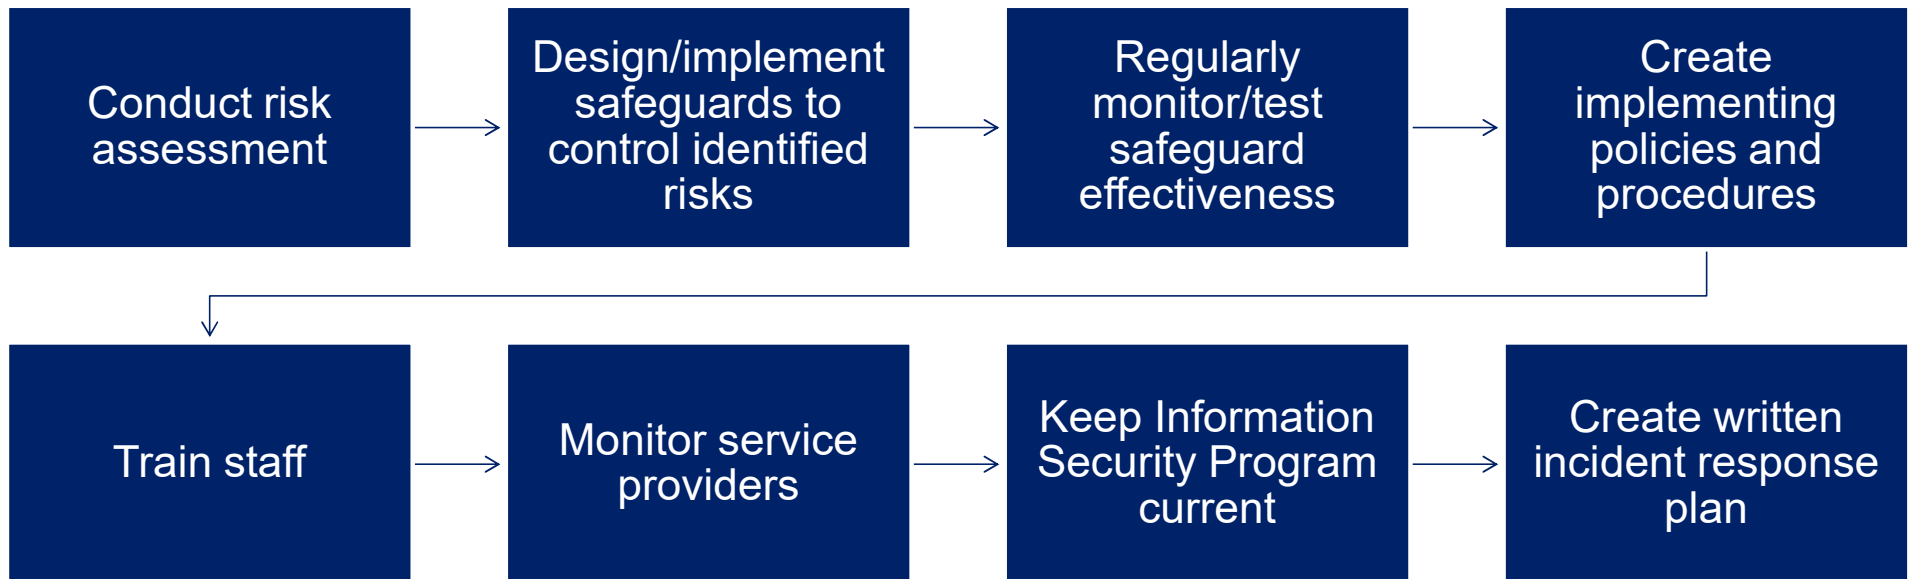 Conduct risk
assessment
Design/implement
safeguards to
control identified
risks
Regularly
monitor/test
safeguard
effectiveness
Create
implementing
policies and
procedures
Train staff
Monitor service
providers
Keep Information
Security Program
current
Create written
incident response
plan